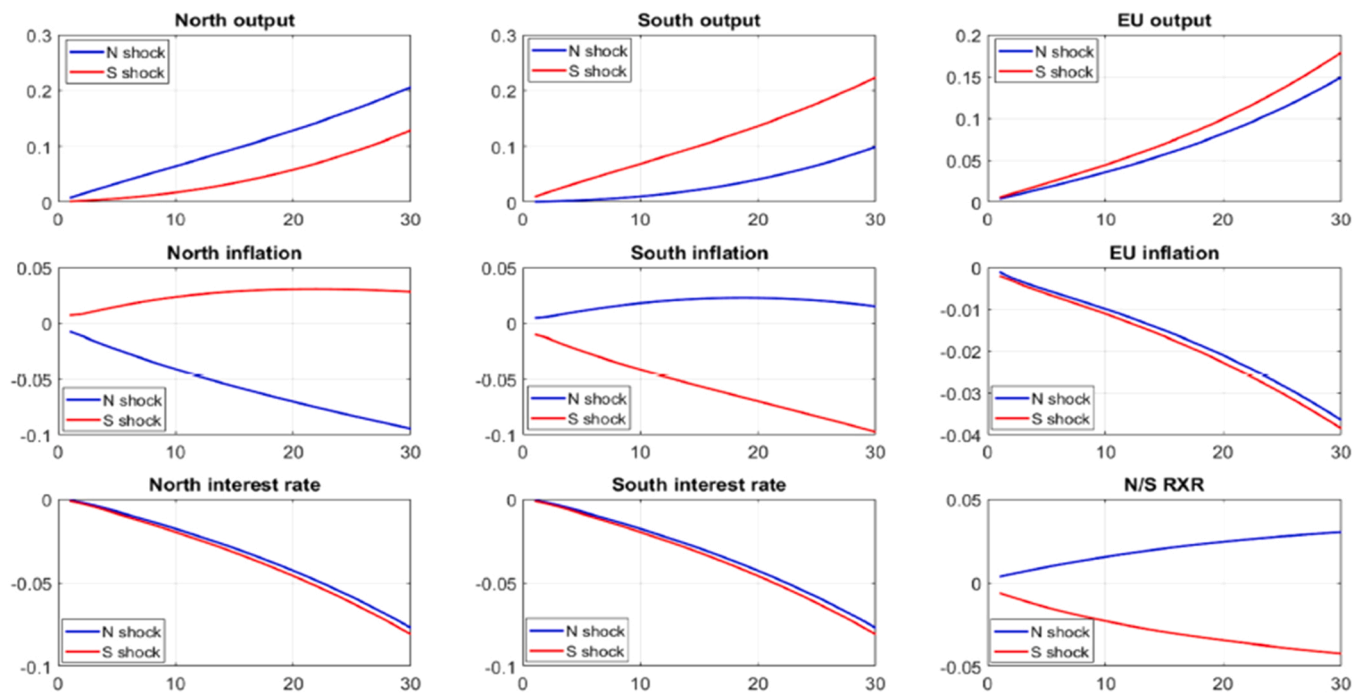 North output
0.3
0.2
0.1
0
N shock
S shock
0
10
20
30
South output
0.3
0.2
0.1
0
N shock
S shock
0
10
20
30
EU output
0.2
0.15
0.1
0.05
0
N shock
S shock
0
10
20
30
North inflation
0.05
0
-0.05
-0.1
N shock
S shock
0
10
20
30
South inflation
0.05
0
-0.05
-0.1
N shock
S shock
0
10
20
30
EU inflation
0
-0.01
-0.02
-0.03
-0.04
N shock
S shock
0
10
20
30
North interest rate
0
-0.05
-0.1
N shock
S shock
0
10
20
30
South interest rate
0
-0.05
-0.1
N shock
S shock
0
10
20
30
N/S RXR
0.05
0
-0.05
N shock
S shock
0
10
20
30